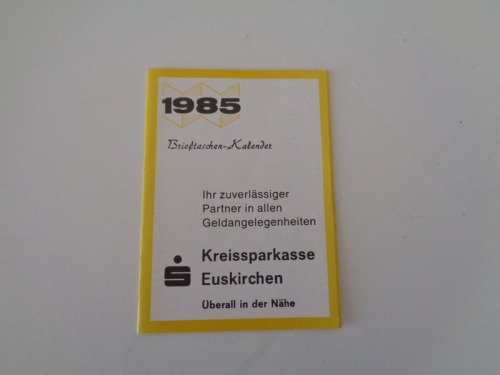 1985
Brieftaschen-Kalender
Ihr zuverlässiger
Partner in allen
Geldangelegenheiten
Kreissparkasse
Euskirchen
Überall in der Nähe